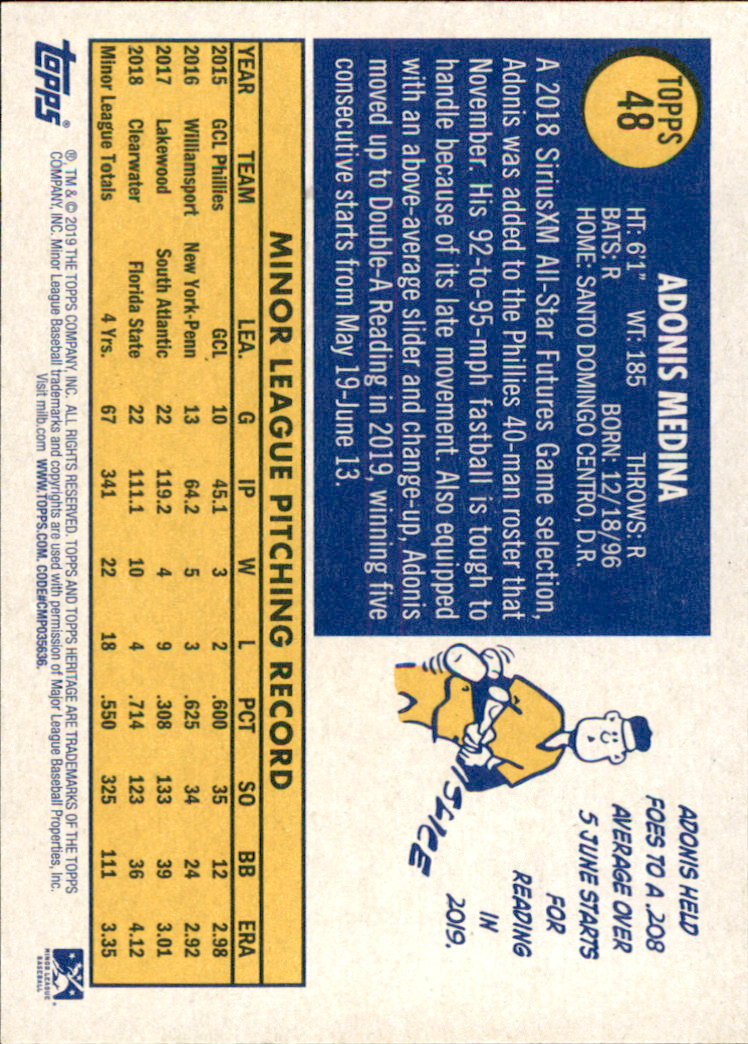 TOPPS
48
ADONIS MEDINA
HT: 6'1" WT: 185 THROWS: R
BATS: R BORN: 12/18/96
HOME: SANTO DOMINGO CENTRO, D.R.
A 2018 SiriusXM All-Star Futures Game selection,
Adonis was added to the Phillies 40-man roster that
November. His 92-to-95-mph fastball is tough to
handle because of its late movement. Also equipped
with an above-average slider and change-up, Adonis
moved up to Double-A Reading in 2019, winning five
consecutive starts from May 19-June 13.
ADONIS HELD
FOES TO A .208
AVERAGE OVER
5 JUNE STARTS
FOR
READING
IN
2019.
SLICE
MINOR LEAGUE PITCHING RECORD
YEAR TEAM LEA. G IP W L PCT SO BB ERA
2015 GCL Phillies GCL 10 45.1 3 2 .600 35 12 2.98
2016 Williamsport New York-Penn 13 64.2 5 3 .625 34 24 2.92
2017 Lakewood South Atlantic 22 119.2 4 9 .308 133 39 3.01
2018 Clearwater Florida State 22 111.1 10 4 .714 123 36 4.12
Minor League Totals 4 Yrs. 67 341 22 18 .550 325 111 3.35
TOPPS®
®, TM & © 2019 THE TOPPS COMPANY, INC. ALL RIGHTS RESERVED. TOPPS AND TOPPS HERITAGE ARE TRADEMARKS OF THE TOPPS
COMPANY, INC. Minor League Baseball trademarks and copyrights are used with permission of Major League Baseball Properties, Inc.
Visit milb.com WWW.TOPPS.COM. CODE#CMP035636.
MINOR LEAGUE
BASEBALL